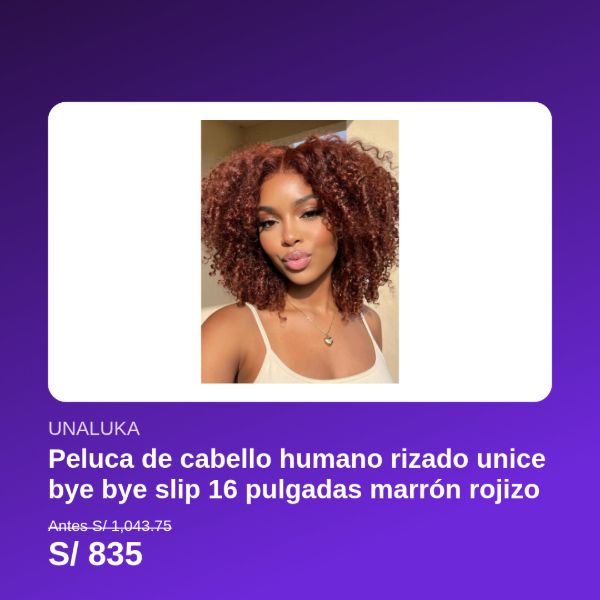 UNALUKA
Peluca de cabello humano rizado unice
bye bye slip 16 pulgadas marrón rojizo
Antes S/ 1,043.75
S/ 835